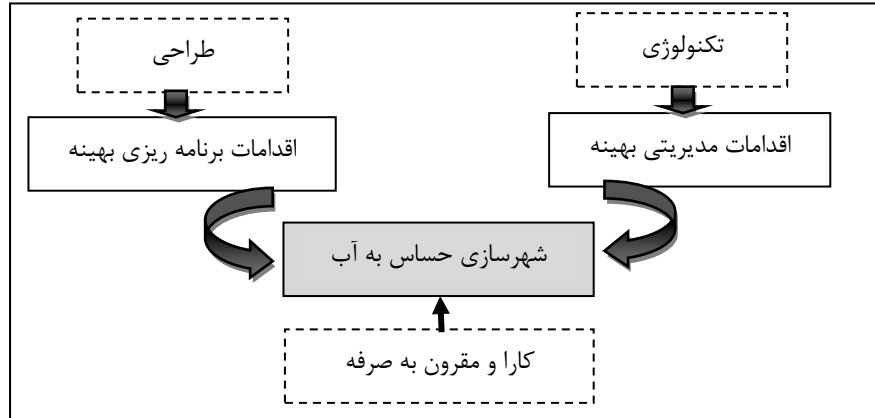 تکنولوژی
طراحی
اقدامات مدیریتی بهینه
اقدامات برنامه ریزی بهینه
شهرسازی حساس به آب
کارا و مقرون به صرفه